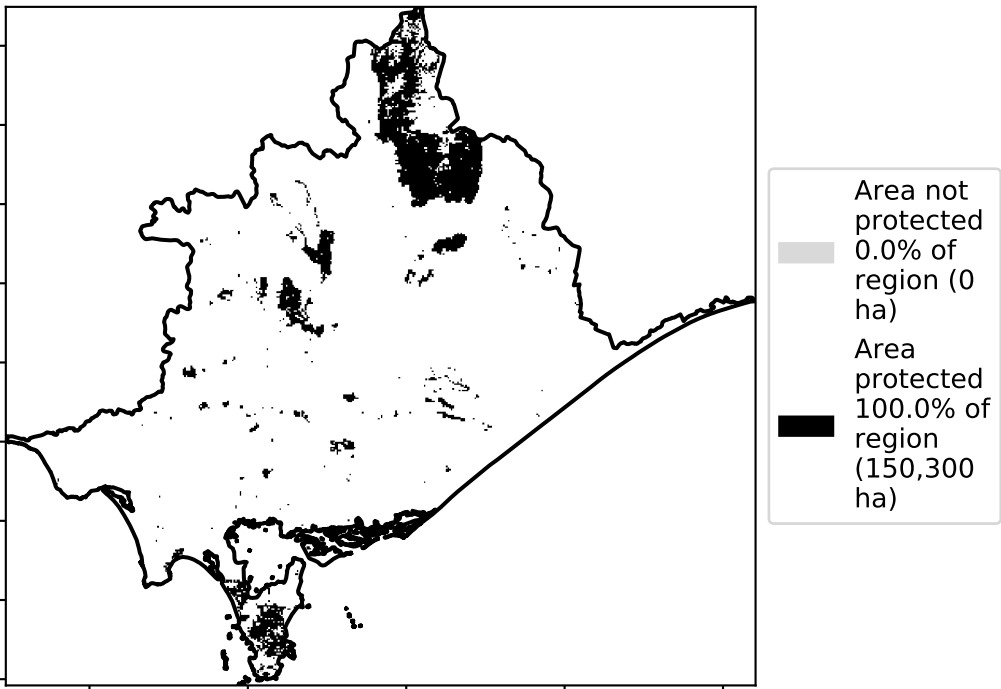 Area not
protected
0.0% of
region (0
ha)
Area
protected
100.0% of
region
(150,300
ha)